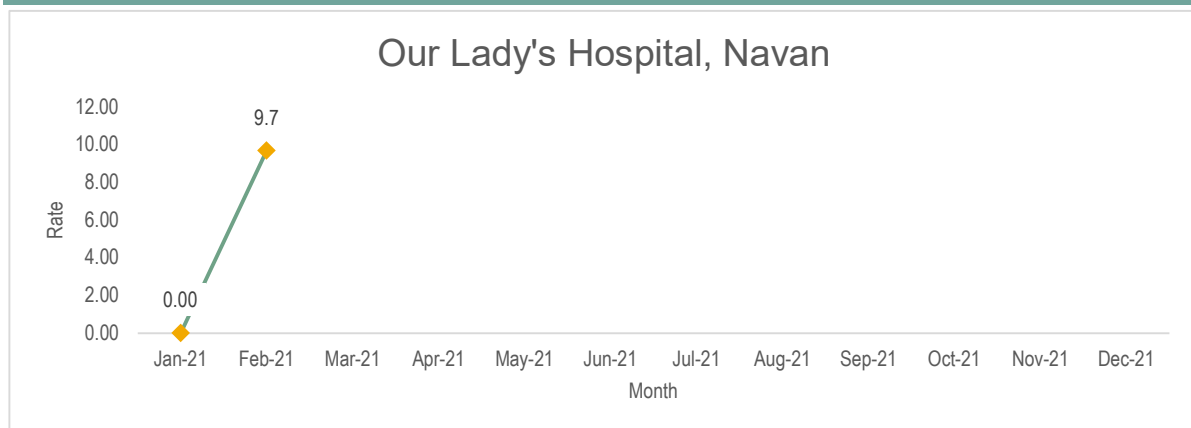 Our Lady's Hospital, Navan
12.00
10.00
8.00
6.00
4.00
2.00
0.00
Rate
9.7
0.00
Jan-21 Feb-21 Mar-21 Apr-21 May-21 Jun-21 Jul-21 Aug-21 Sep-21 Oct-21 Nov-21 Dec-21
Month